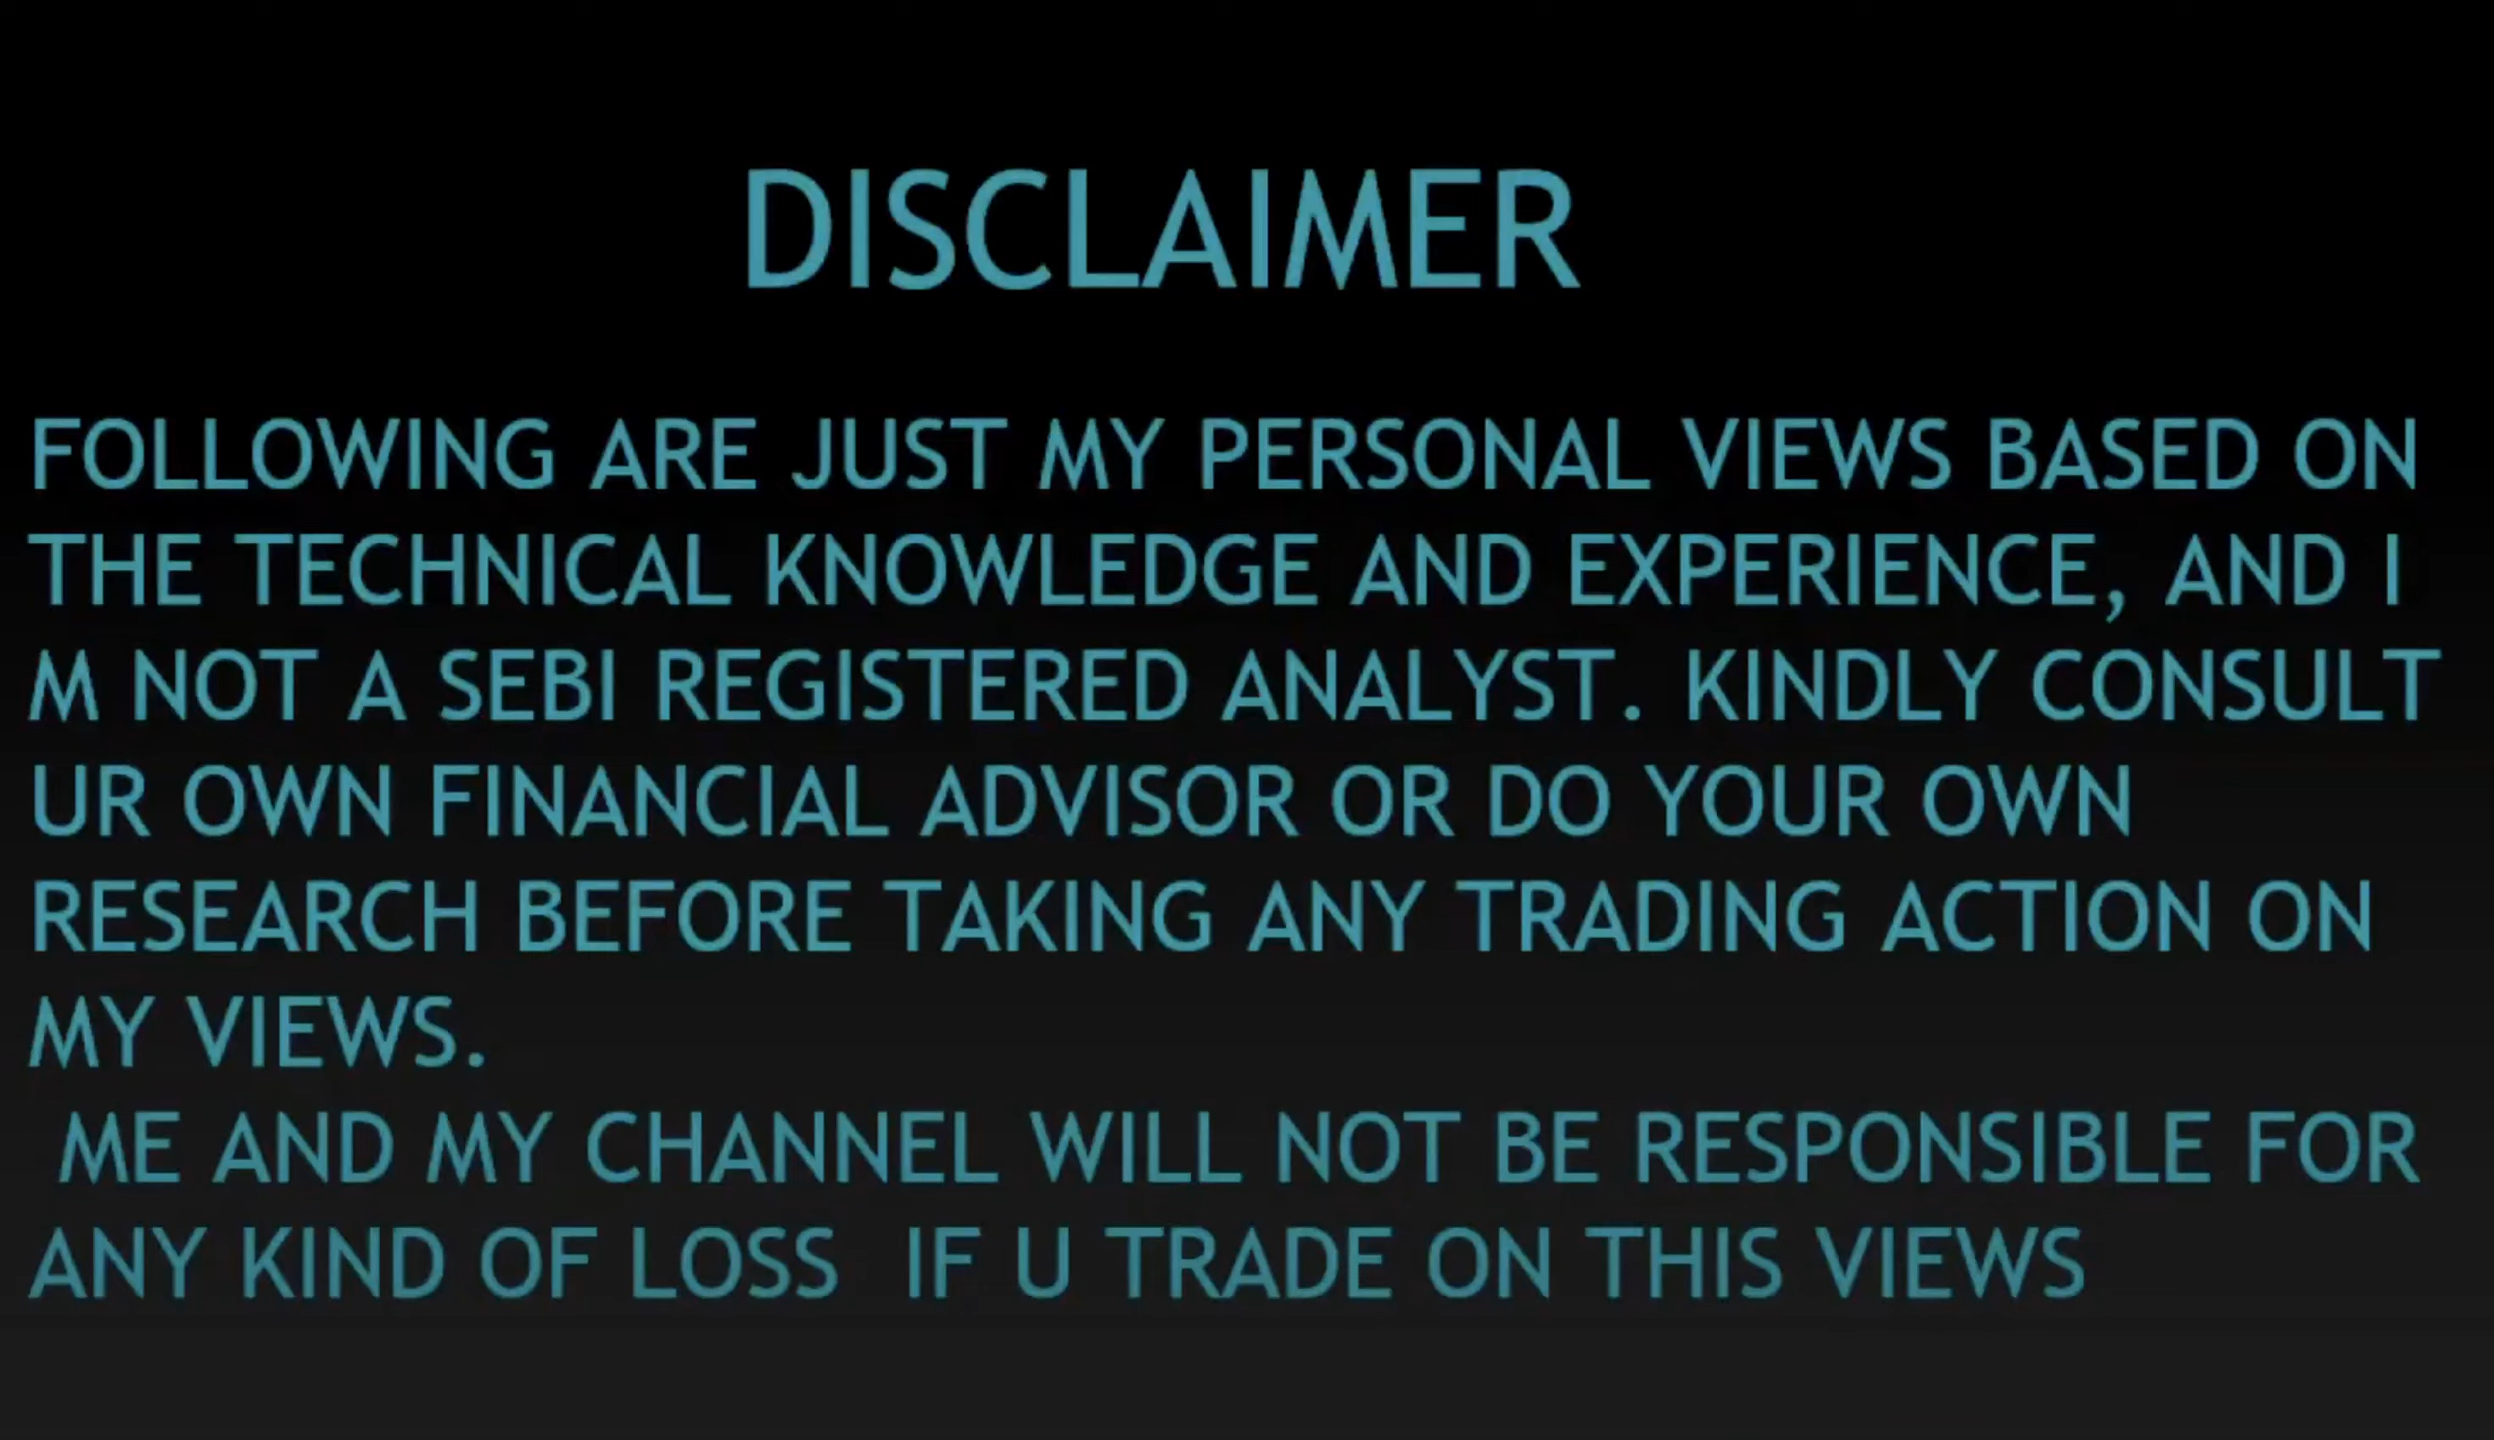 DISCLAIMER
FOLLOWING ARE JUST MY PERSONAL VIEWS BASED ON
THE TECHNICAL KNOWLEDGE AND EXPERIENCE, AND I
M NOT A SEBI REGISTERED ANALYST. KINDLY CONSULT
UR OWN FINANCIAL ADVISOR OR DO YOUR OWN
RESEARCH BEFORE TAKING ANY TRADING ACTION ON
MY VIEWS.
ME AND MY CHANNEL WILL NOT BE RESPONSIBLE FOR
ANY KIND OF LOSS  IF U TRADE ON THIS VIEWS